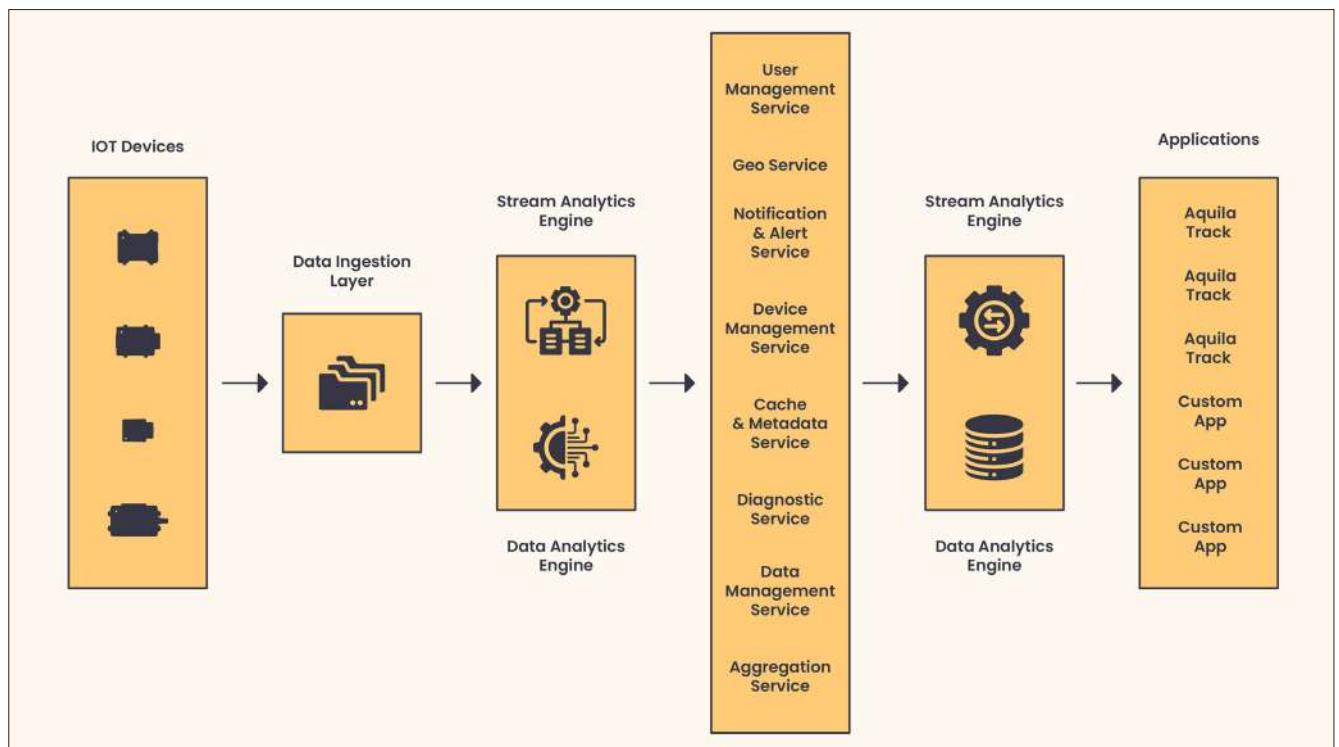 IOT Devices
Data Ingestion
Layer
Stream Analytics
Engine
Data Analytics
Engine
User
Management
Service
Geo Service
Notification
& Alert
Service
Device
Management
Service
Cache
& Metadata
Service
Diagnostic
Service
Data
Management
Service
Aggregation
Service
Stream Analytics
Engine
Data Analytics
Engine
Applications
Aquila
Track
Aquila
Track
Aquila
Track
Custom
App
Custom
App
Custom
App